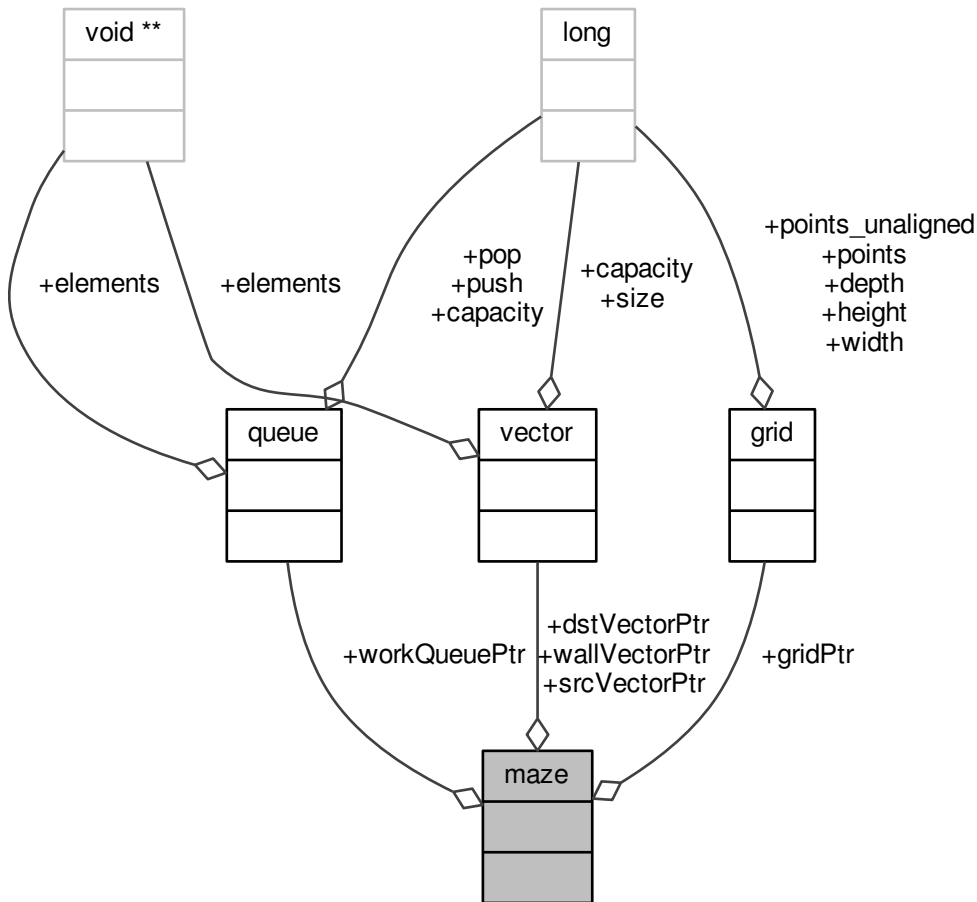 void **
long
+elements
+elements
+pop
+push
+capacity
+capacity
+size
+points_unaligned
+points
+depth
+height
+width
queue
vector
grid
+workQueuePtr
+dstVectorPtr
+wallVectorPtr
+srcVectorPtr
+gridPtr
maze